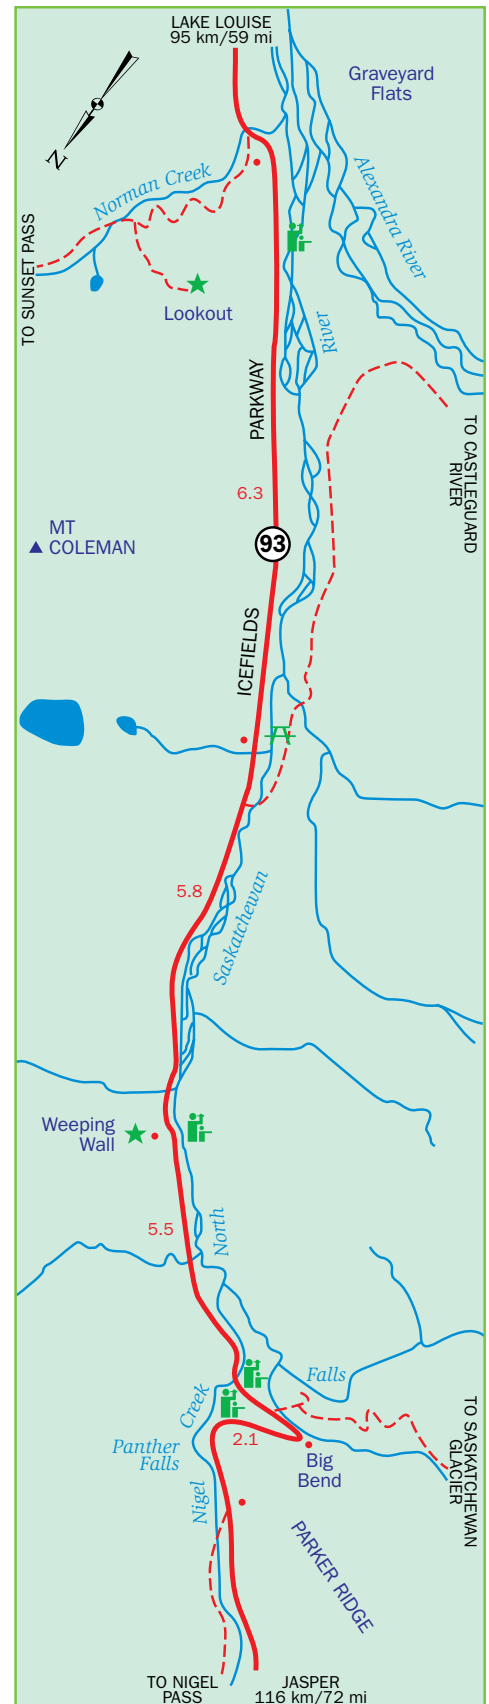 LAKE LOUISE
95 km/59 mi
Graveyard
Flats
N
Norman Creek
Alexandra River
TO SUNSET PASS
Lookout
River
PARKWAY
TO CASTLEGUARD
RIVER
6.3
93
MT
COLEMAN
ICEFIELDS
5.8
Saskatchewan
Weeping
Wall
5.5
North
Falls
Creek
TO SASKATCHEWAN
GLACIER
2.1
Panther
Falls
Big
Bend
Nigel
PARKER RIDGE
TO NIGEL
PASS
JASPER
116 km/72 mi